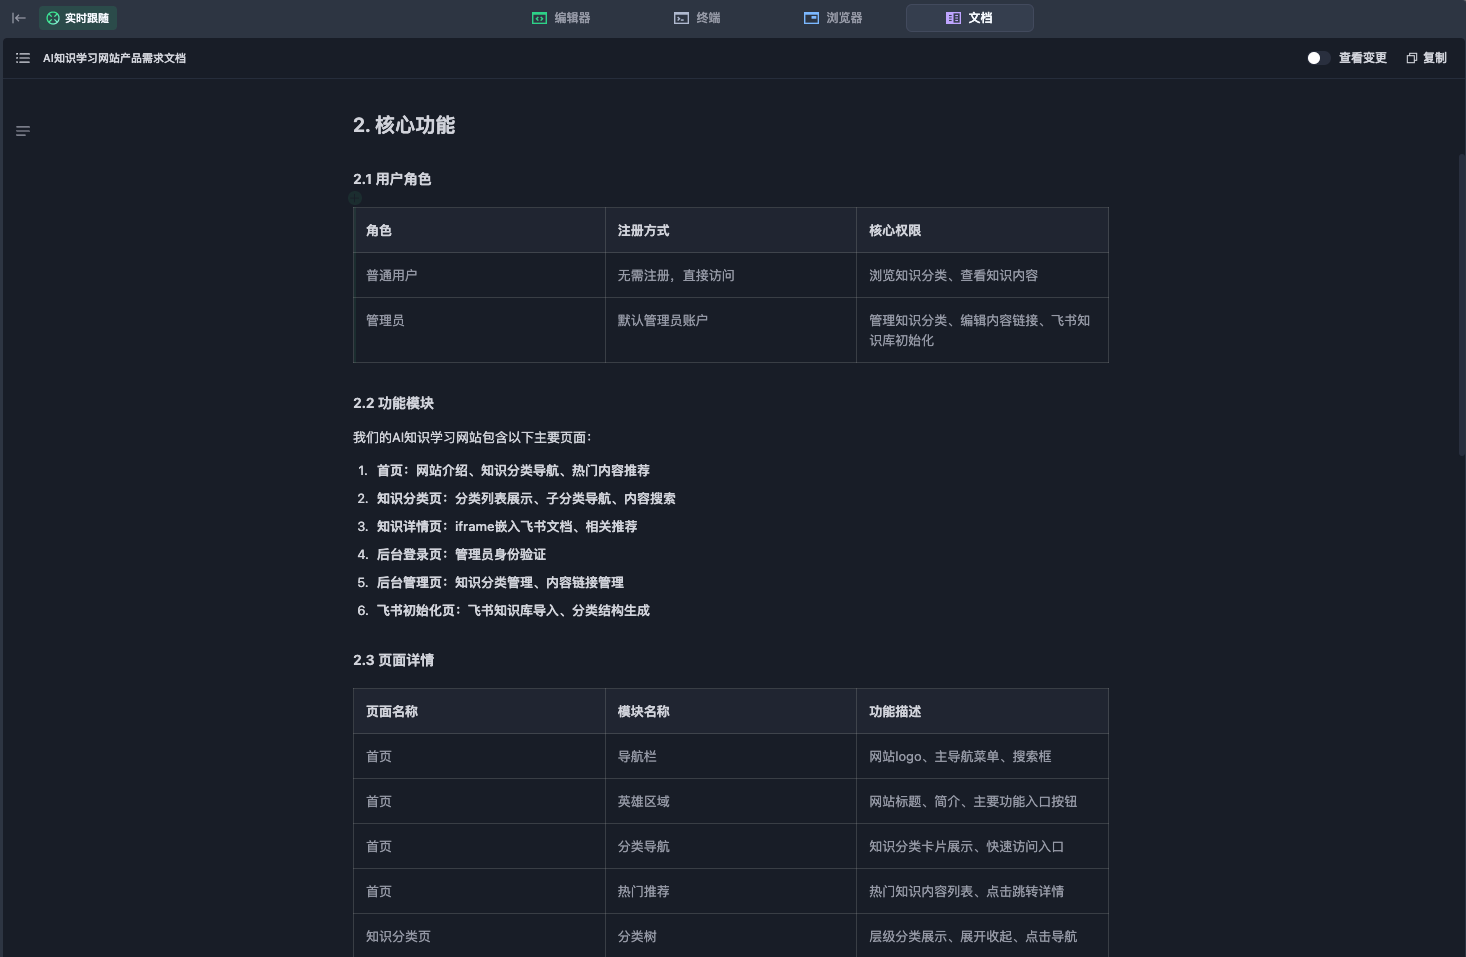 实时跟随
编辑器
终端
浏览器
文档
AI知识学习网站产品需求文档
查看变更
复制
2. 核心功能
2.1 用户角色
角色 注册方式 核心权限
普通用户 无需注册，直接访问 浏览知识分类、查看知识内容
管理员 默认管理员账户 管理知识分类、编辑内容链接、飞书知
识库初始化
2.2 功能模块
我们的AI知识学习网站包含以下主要页面：
1. 首页：网站介绍、知识分类导航、热门内容推荐
2. 知识分类页：分类列表展示、子分类导航、内容搜索
3. 知识详情页：iframe嵌入飞书文档、相关推荐
4. 后台登录页：管理员身份验证
5. 后台管理页：知识分类管理、内容链接管理
6. 飞书初始化页：飞书知识库导入、分类结构生成
2.3 页面详情
页面名称 模块名称 功能描述
首页 导航栏 网站logo、主导航菜单、搜索框
首页 英雄区域 网站标题、简介、主要功能入口按钮
首页 分类导航 知识分类卡片展示、快速访问入口
首页 热门推荐 热门知识内容列表、点击跳转详情
知识分类页 分类树 层级分类展示、展开收起、点击导航